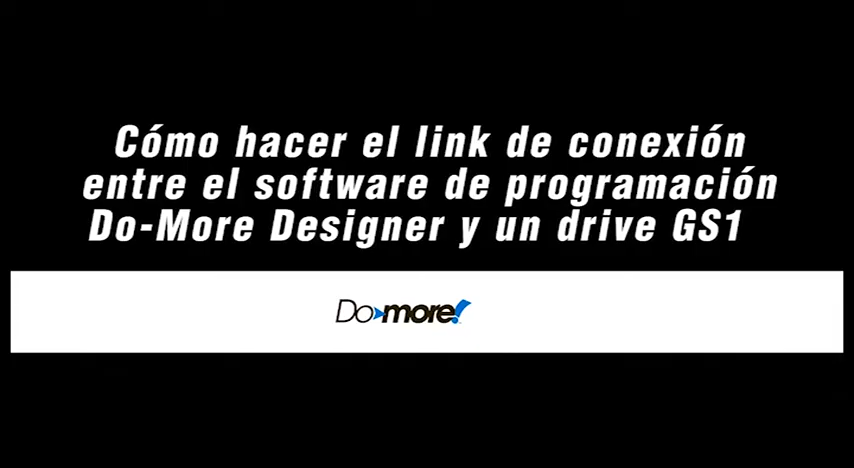 Cómo hacer el link de conexión
entre el software de programación
Do-More Designer y un drive GS1
Do-more!